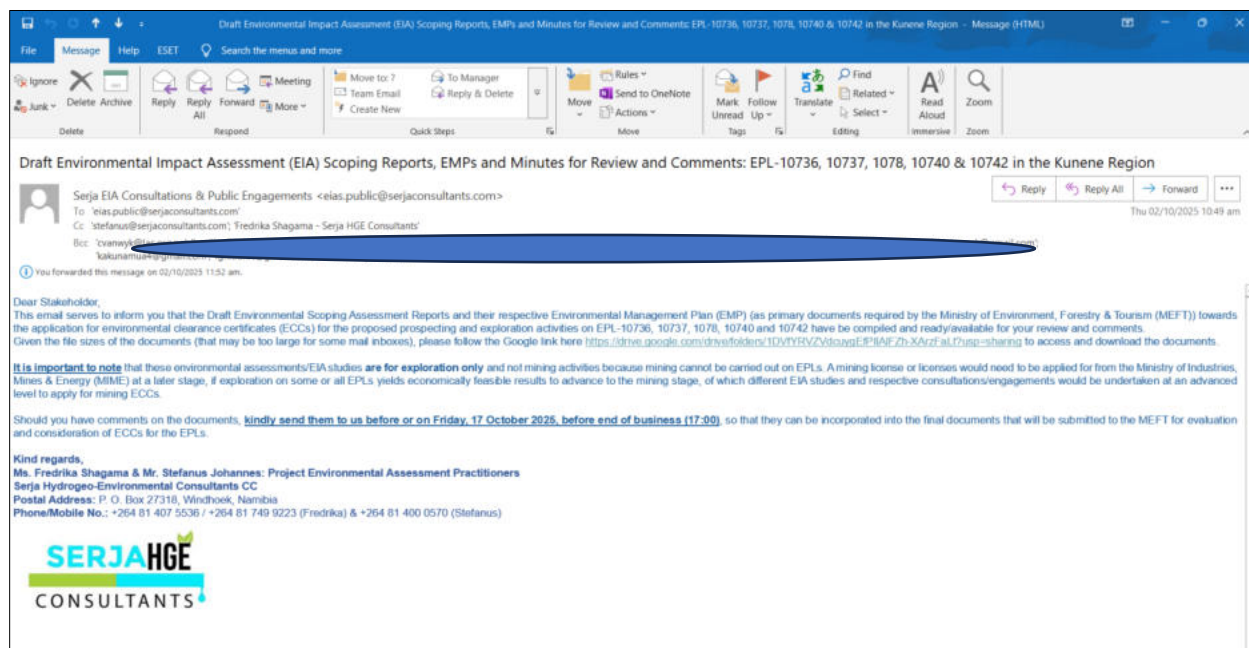 Draft Environmental Impact Assessment (EIA) Scoping Reports, EMPs and Minutes for Review and Comments: EPL-10736, 10737, 1078, 10740 & 10742 in the Kunene Region - Message (HTML)
File Message Help ESET Search the menus and more
Ignore
Junk
Delete Archive
Reply Reply All Forward
Meeting
More
Move to: ? To Manager
Team Email Reply & Delete
Create New
Move
Rules
Send to OneNote
Actions
Mark Unread Follow Up
Translate
Find
Related
Select
Read Aloud
Zoom
Delete Respond Quick Steps Move Tags Editing Immersive Zoom
Draft Environmental Impact Assessment (EIA) Scoping Reports, EMPs and Minutes for Review and Comments: EPL-10736, 10737, 1078, 10740 & 10742 in the Kunene Region
Serja EIA Consultations & Public Engagements <eias.public@serjaconsultants.com>
Reply Reply All Forward
To 'eias.public@serjaconsultants.com'
Thu 02/10/2025 10:49 am
Cc 'stefanus@serjaconsultants.com'; 'Fredrika Shagama - Serja HGE Consultants'
Bcc
You forwarded this message on 02/10/2025 11:52 am.
Dear Stakeholder,
This email serves to inform you that the Draft Environmental Scoping Assessment Reports and their respective Environmental Management Plan (EMP) (as primary documents required by the Ministry of Environment, Forestry & Tourism (MEFT)) towards
the application for environmental clearance certificates (ECCs) for the proposed prospecting and exploration activities on EPL-10736, 10737, 1078, 10740 and 10742 have be compiled and ready/available for your review and comments.
Given the file sizes of the documents (that may be too large for some mail inboxes), please follow the Google link here to access and download the documents.
It is important to note that these environmental assessments/EIA studies are for exploration only and not mining activities because mining cannot be carried out on EPLs. A mining license or licenses would need to be applied for from the Ministry of Industries,
Mines & Energy (MIME) at a later stage, if exploration on some or all EPLs yields economically feasible results to advance to the mining stage, of which different EIA studies and respective consultations/engagements would be undertaken at an advanced
level to apply for mining ECCs.
Should you have comments on the documents, kindly send them to us before or on Friday, 17 October 2025, before end of business (17:00), so that they can be incorporated into the final documents that will be submitted to the MEFT for evaluation
and consideration of ECCs for the EPLs.
Kind regards,
Ms. Fredrika Shagama & Mr. Stefanus Johannes: Project Environmental Assessment Practitioners
Serja Hydrogeo-Environmental Consultants CC
Postal Address: P. O. Box 27318, Windhoek, Namibia
Phone/Mobile No.: +264 81 407 5536 / +264 81 749 9223 (Fredrika) & +264 81 400 0570 (Stefanus)
SERJAHGE
CONSULTANTS